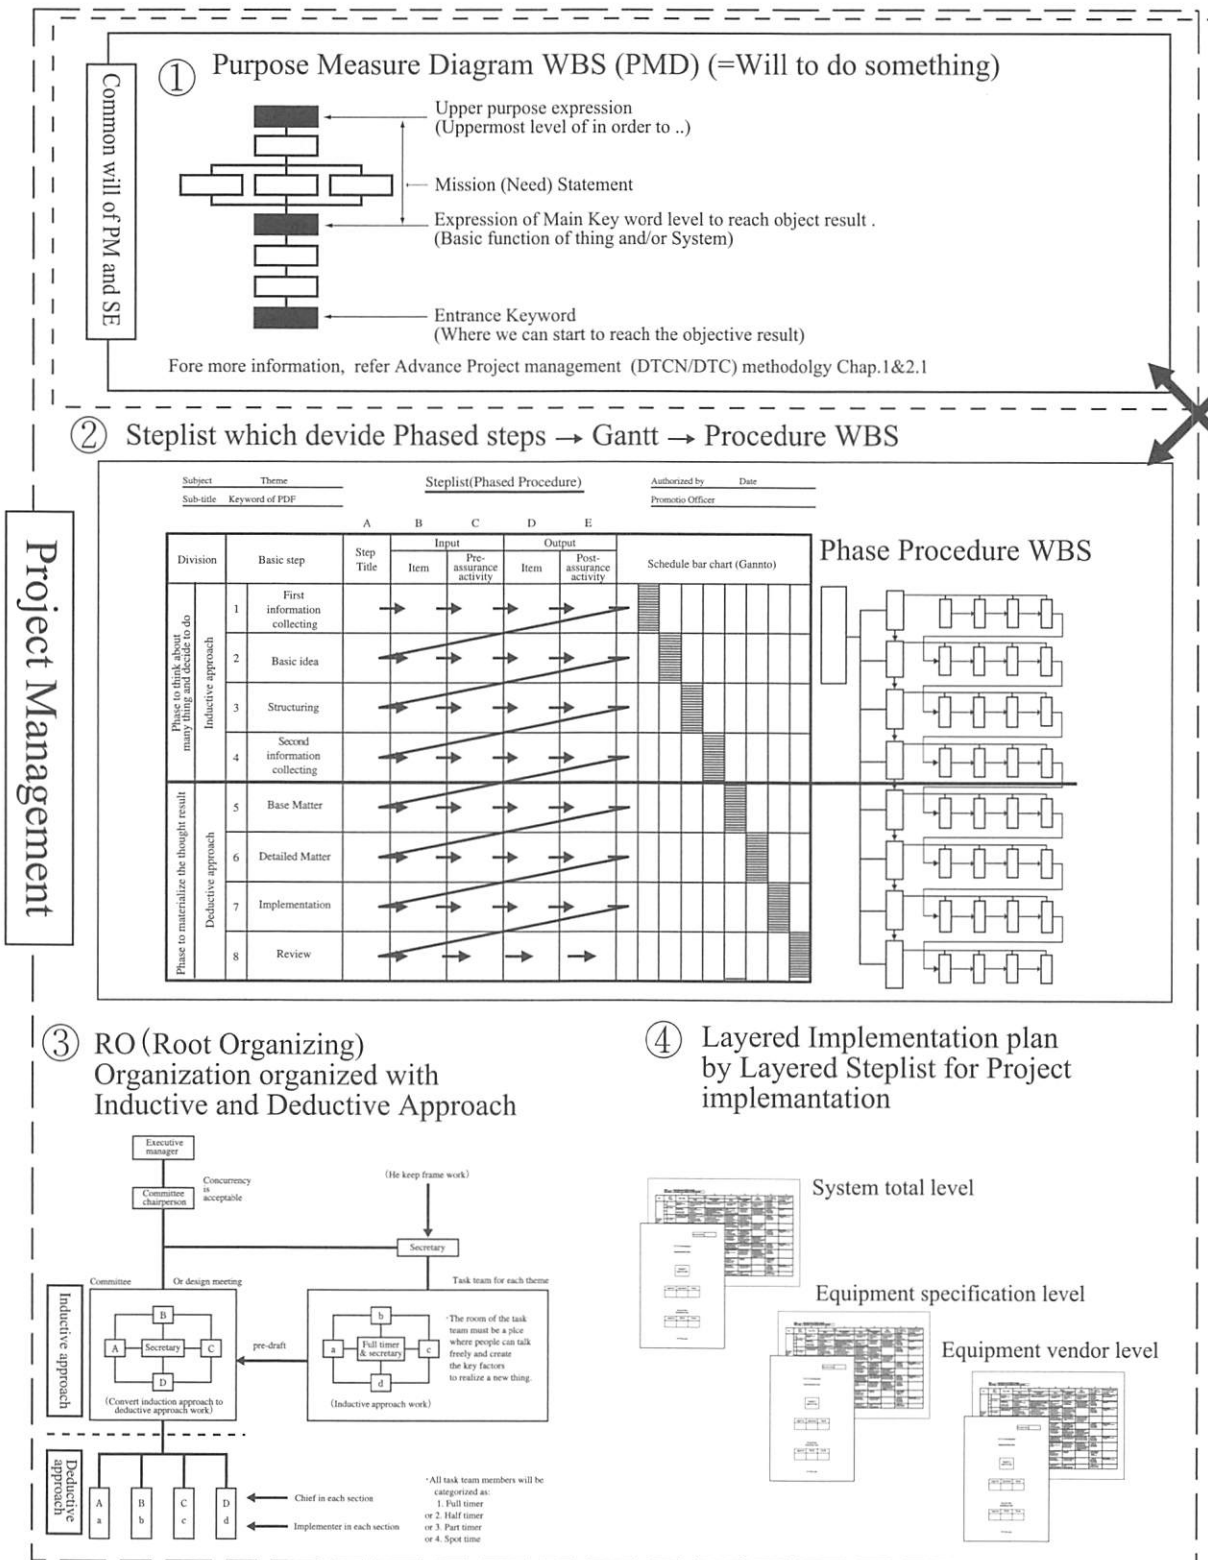 Common will of PM and SE
① Purpose Measure Diagram WBS (PMD) (=Will to do something)
Upper purpose expression
(Uppermost level of in order to ..)
Mission (Need) Statement
Expression of Main Key word level to reach object result .
(Basic function of thing and/or System)
Entrance Keyword
(Where we can start to reach the objective result)
Fore more information, refer Advance Project management (DTCN/DTC) methodolgy Chap.1&2.1
Project Management
② Steplist which devide Phased steps → Gantt → Procedure WBS
Subject Theme
Sub-title Keyword of PDF
Steplist(Phased Procedure)
Authorized by Date
Promotio Officer
A B C D E
Division
Basic step
Step Title
Input
Output
Item
Pre-assurance activity
Item
Post-assurance activity
Schedule bar chart (Gannto)
Phase Procedure WBS
Phase to think about many thing and decide to do
Inductive approach
1 First information collecting
2 Basic idea
3 Structuring
4 Second information collecting
Phase to materialize the thought result
Deductive approach
5 Base Matter
6 Detailed Matter
7 Implementation
8 Review
③ RO (Root Organizing)
Organization organized with
Inductive and Deductive Approach
Executive
manager
Committee
chairperson
Concurrency
is
acceptable
(He keep frame work)
Secretary
Committee Or design meeting
Task team for each theme
Inductive approach
B
A Secretary C
D
(Convert induction approach to
deductive approach work)
pre-draft
b
a Full timer & secretary c
d
(Inductive approach work)
·The room of the task
team must be a plce
where people can talk
freely and create
the key factors
to realize a new thing.
Deductive
approach
A B C D
a b c d
Chief in each section
Implementer in each section
·All task team members will be
categorized as:
1. Full timer
or 2. Half timer
or 3. Part timer
or 4. Spot time
④ Layered Implementation plan
by Layered Steplist for Project
implemantation
System total level
Equipment specification level
Equipment vendor level